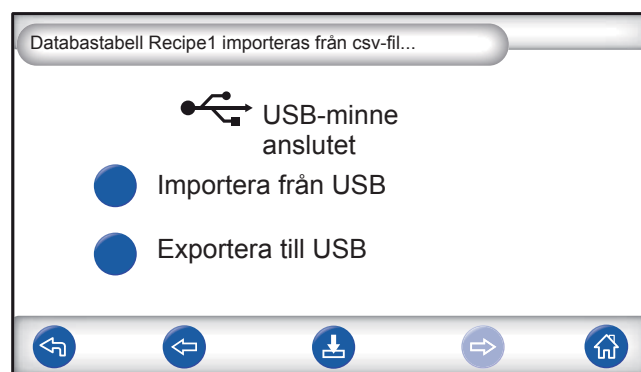 Databastabell Recipe1 importeras från csv-fil...
USB-minne
anslutet
Importera från USB
Exportera till USB